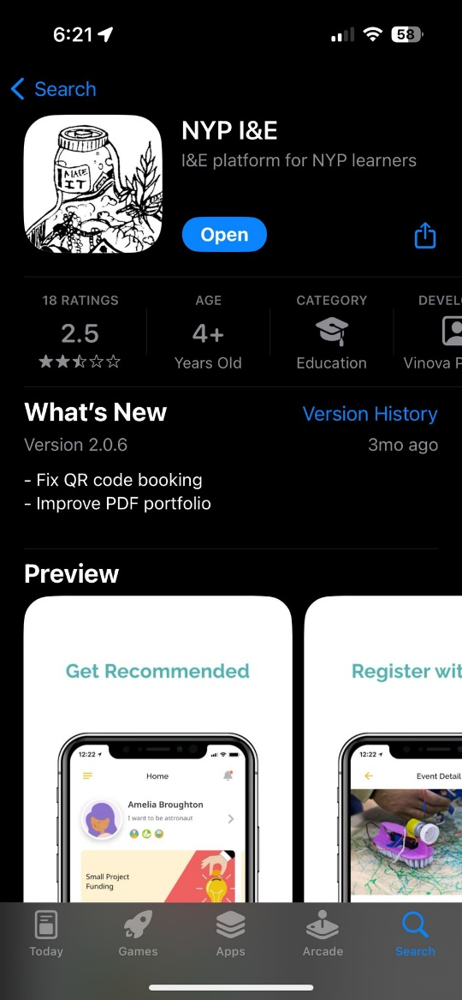 6:21
58
Search
MADE
IT
NYP I&E
I&E platform for NYP learners
Open
18 RATINGS
2.5
AGE
4+
Years Old
CATEGORY
Education
DEVEL
Vinova P
What's New
Version History
Version 2.0.6
3mo ago
- Fix QR code booking
- Improve PDF portfolio
Preview
Get Recommended
12:22
Home
Amelia Broughton
I want to be astronaut
Small Project
Funding
Register wit
12:22
Event Detail
Today
Games
Apps
Arcade
Search